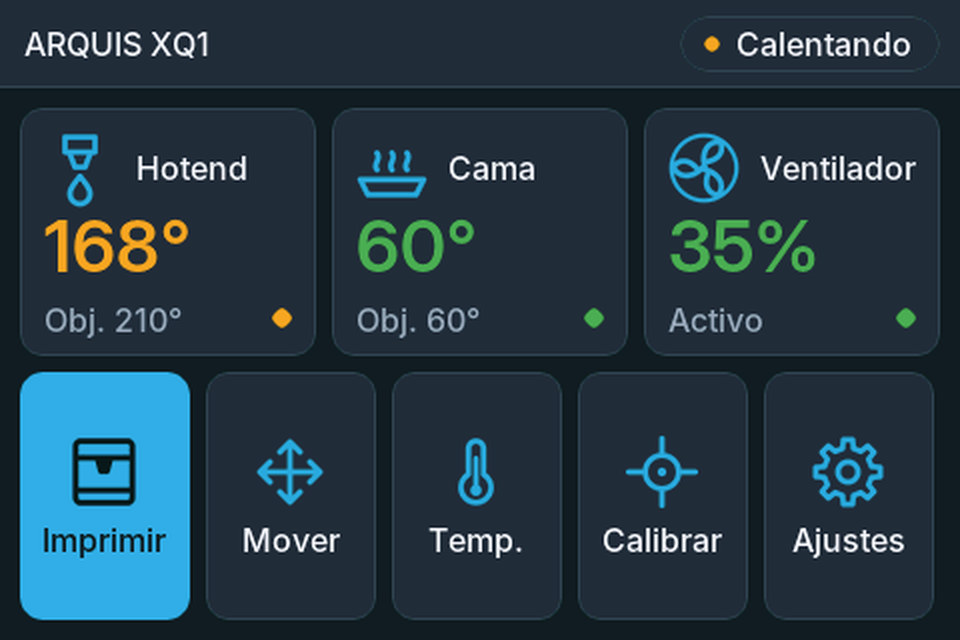 ARQUIS XQ1
Calentando
Hotend
168°
Obj. 210°
Cama
60°
Obj. 60°
Ventilador
35%
Activo
Imprimir
Mover
Temp.
Calibrar
Ajustes